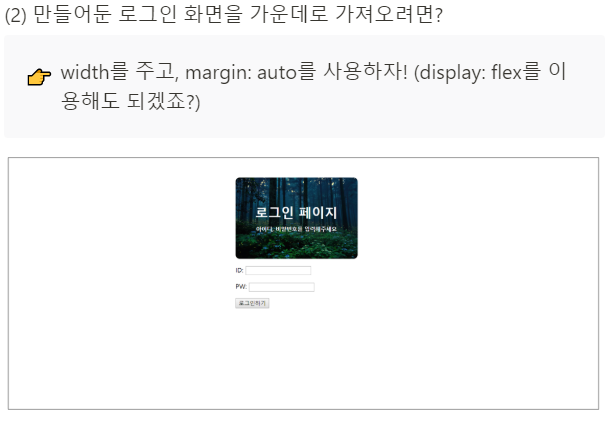 (2) 만들어둔 로그인 화면을 가운데로 가져오려면?
width를 주고, margin: auto를 사용하자! (display: flex를 이
용해도 되겠죠?)
로그인 페이지
아이디, 비밀번호를 입력해주세요
ID:
PW:
로그인하기